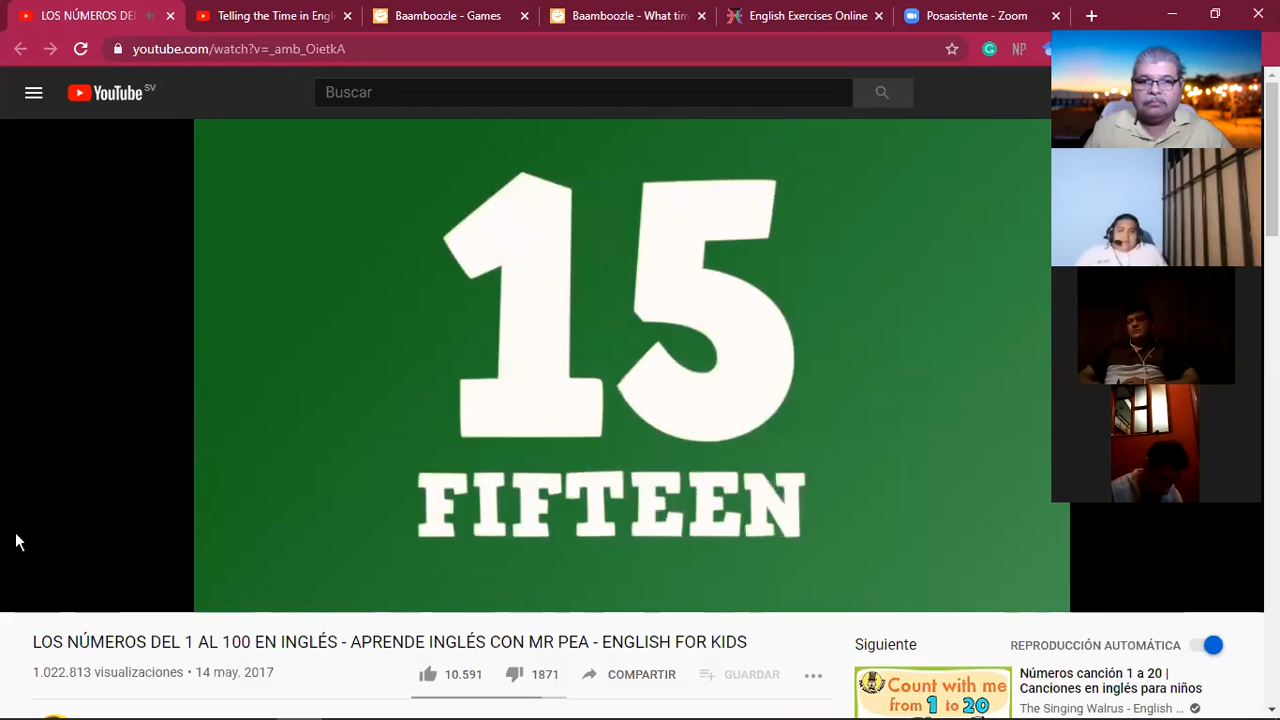 LOS NÚMEROS DEL
Telling the Time in Engl
Baamboozle - Games
Baamboozle - What tim
English Exercises Online
Posasistente - Zoom
youtube.com/watch?v=_amb_OietkA
NP
YouTube SV
Buscar
15
FIFTEEN
LOS NÚMEROS DEL 1 AL 100 EN INGLÉS - APRENDE INGLÉS CON MR PEA - ENGLISH FOR KIDS
1.022.813 visualizaciones • 14 may. 2017
10.591
1871
COMPARTIR
GUARDAR
Siguiente
REPRODUCCIÓN AUTOMÁTICA
Count with me
from 1 to 20
Números canción 1 a 20 |
Canciones en inglés para niños
The Singing Walrus - English ...